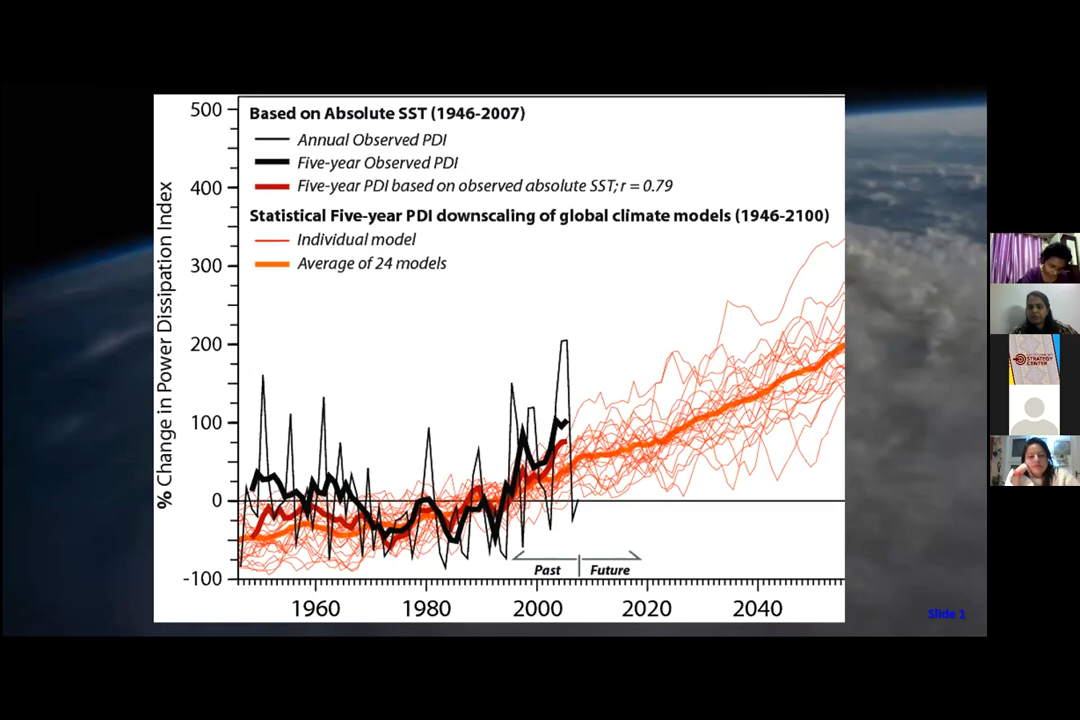 500
Based on Absolute SST (1946-2007)
Annual Observed PDI
Five-year Observed PDI
400
Five-year PDI based on observed absolute SST; r = 0.79
Statistical Five-year PDI downscaling of global climate models (1946-2100)
Individual model
Average of 24 models
300
200
100
0
-100
% Change in Power Dissipation Index
Past Future
1960 1980 2000 2020 2040
Slide 1
STRATEGY
CENTER